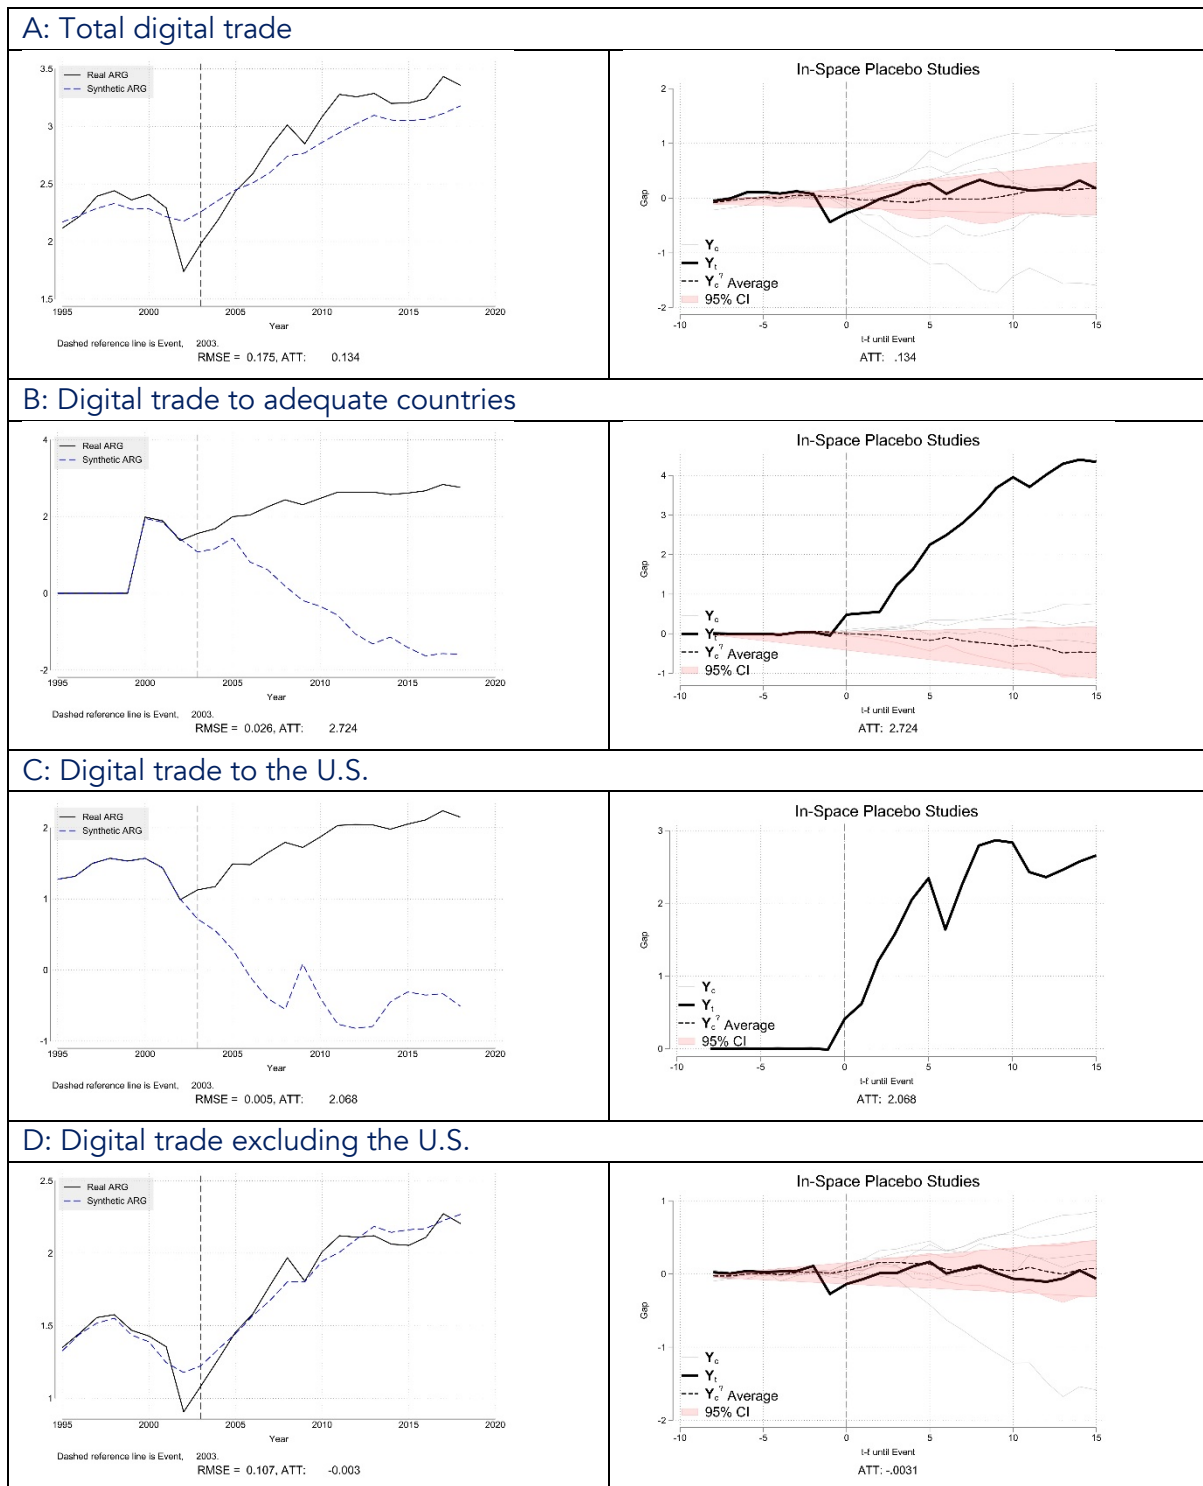 A: Total digital trade
3.5
3
2.5
2
1.5
Real ARG
Synthetic ARG
1995 2000 2005 2010 2015 2020
Year
Dashed reference line is Event, 2003.
RMSE = 0.175, ATT: 0.134
In-Space Placebo Studies
2
1
0
-1
-2
Gap
Yc
Yt
Yc? Average
95% CI
-10 -5 0 5 10 15
t-ℓ until Event
ATT: .134
B: Digital trade to adequate countries
4
2
0
-2
Real ARG
Synthetic ARG
1995 2000 2005 2010 2015 2020
Year
Dashed reference line is Event, 2003.
RMSE = 0.026, ATT: 2.724
In-Space Placebo Studies
4
3
2
1
0
-1
Gap
Yc
Yt
Yc? Average
95% CI
-10 -5 0 5 10 15
t-ℓ until Event
ATT: 2.724
C: Digital trade to the U.S.
2
1
0
-1
Real ARG
Synthetic ARG
1995 2000 2005 2010 2015 2020
Year
Dashed reference line is Event, 2003.
RMSE = 0.005, ATT: 2.068
In-Space Placebo Studies
3
2
1
0
Gap
Yc
Yt
Yc? Average
95% CI
-10 -5 0 5 10 15
t-ℓ until Event
ATT: 2.068
D: Digital trade excluding the U.S.
2.5
2
1.5
1
Real ARG
Synthetic ARG
1995 2000 2005 2010 2015 2020
Year
Dashed reference line is Event, 2003.
RMSE = 0.107, ATT: -0.003
In-Space Placebo Studies
1
0
-1
-2
Gap
Yc
Yt
Yc? Average
95% CI
-10 -5 0 5 10 15
t-ℓ until Event
ATT: -.0031